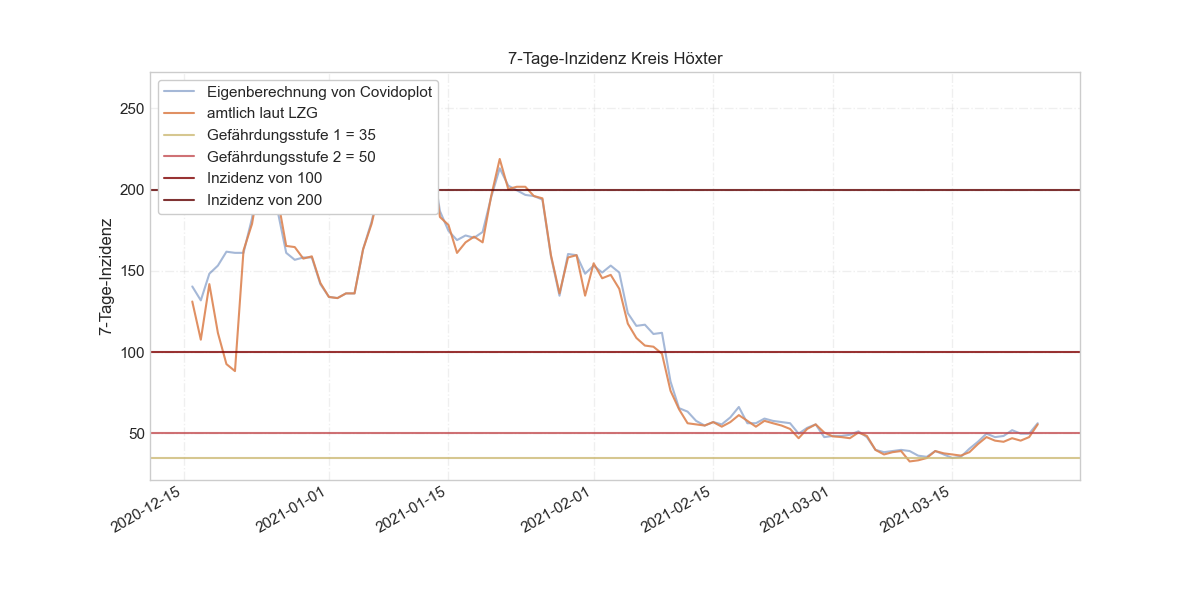 7-Tage-Inzidenz Kreis Höxter
Eigenberechnung von Covidoplot
amtlich laut LZG
Gefährdungsstufe 1 = 35
Gefährdungsstufe 2 = 50
Inzidenz von 100
Inzidenz von 200
7-Tage-Inzidenz
250
200
150
100
50
2020-12-15
2021-01-01
2021-01-15
2021-02-01
2021-02-15
2021-03-01
2021-03-15